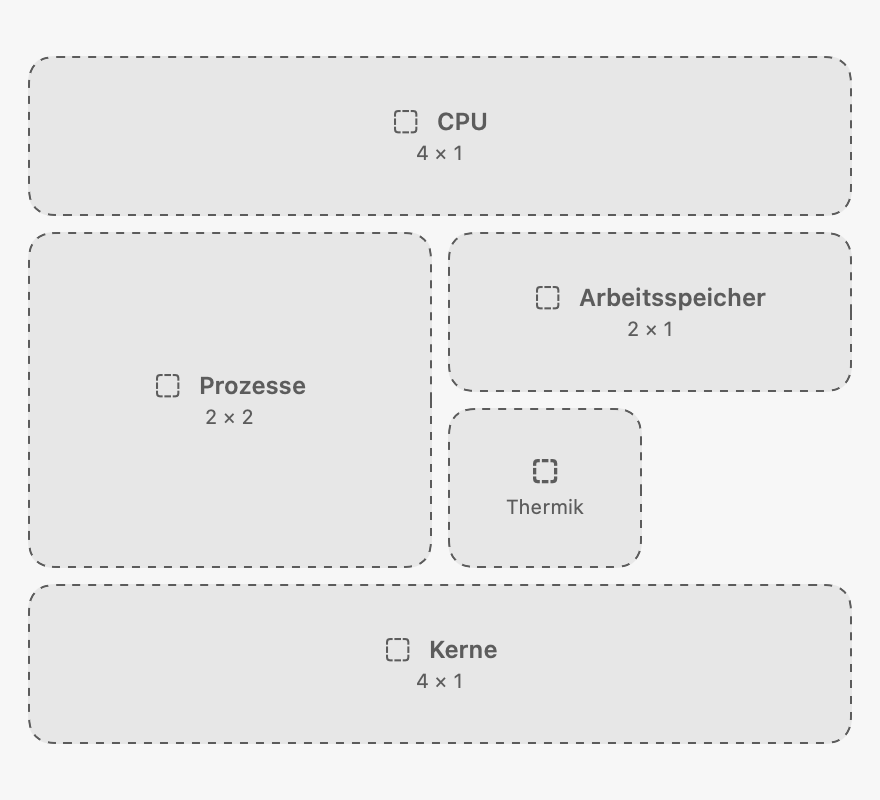 CPU
4 × 1
Arbeitsspeicher
2 × 1
Prozesse
2 × 2
Thermik
Kerne
4 × 1